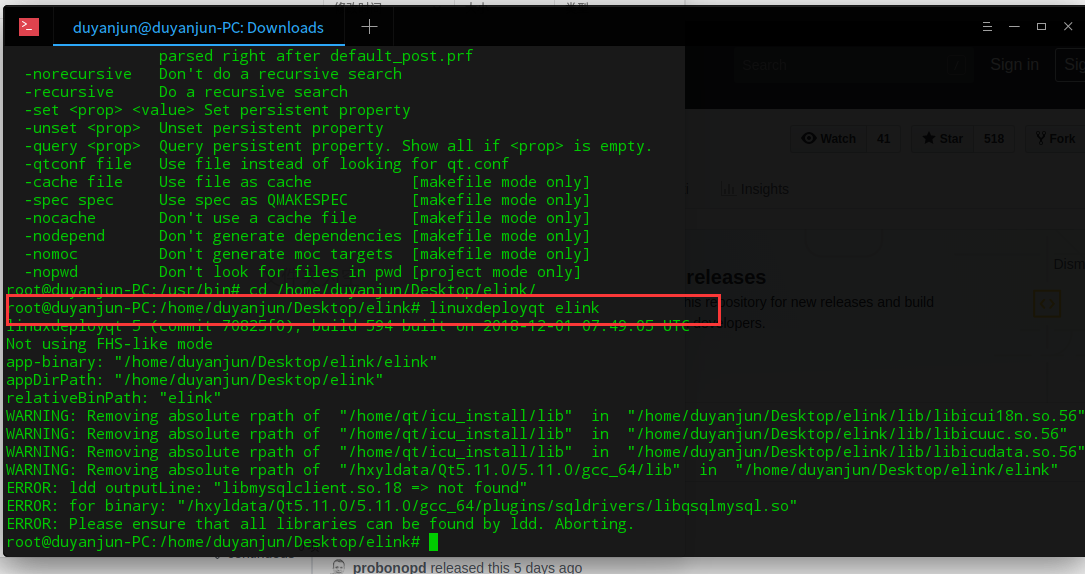 duyanjun@duyanjun-PC: Downloads
Search
Sign in
Watch 41 Star 518 Fork
Insights
releases
repository for new releases and build
developers.
parsed right after default_post.prf
-norecursive Don't do a recursive search
-recursive Do a recursive search
-set <prop> <value> Set persistent property
-unset <prop> Unset persistent property
-query <prop> Query persistent property. Show all if <prop> is empty.
-qtconf file Use file instead of looking for qt.conf
-cache file Use file as cache [makefile mode only]
-spec spec Use spec as QMAKESPEC [makefile mode only]
-nocache Don't use a cache file [makefile mode only]
-nodepend Don't generate dependencies [makefile mode only]
-nomoc Don't generate moc targets [makefile mode only]
-nopwd Don't look for files in pwd [project mode only]
root@duyanjun-PC:/usr/bin# cd /home/duyanjun/Desktop/elink/
root@duyanjun-PC:/home/duyanjun/Desktop/elink# linuxdeployqt elink
linuxdeployqt 5 (commit 70825f0), build 594 built on 2018-12-01 07:49:05 UTC
Not using FHS-like mode
app-binary: "/home/duyanjun/Desktop/elink/elink"
appDirPath: "/home/duyanjun/Desktop/elink"
relativeBinPath: "elink"
WARNING: Removing absolute rpath of "/home/qt/icu_install/lib" in "/home/duyanjun/Desktop/elink/lib/libicui18n.so.56"
WARNING: Removing absolute rpath of "/home/qt/icu_install/lib" in "/home/duyanjun/Desktop/elink/lib/libicuuc.so.56"
WARNING: Removing absolute rpath of "/home/qt/icu_install/lib" in "/home/duyanjun/Desktop/elink/lib/libicudata.so.56"
WARNING: Removing absolute rpath of "/hxyldata/Qt5.11.0/5.11.0/gcc_64/lib" in "/home/duyanjun/Desktop/elink/elink"
ERROR: ldd outputLine: "libmysqlclient.so.18 => not found"
ERROR: for binary: "/hxyldata/Qt5.11.0/5.11.0/gcc_64/plugins/sqldrivers/libqsqlmysql.so"
ERROR: Please ensure that all libraries can be found by ldd. Aborting.
root@duyanjun-PC:/home/duyanjun/Desktop/elink#
probonopd released this 5 days ago